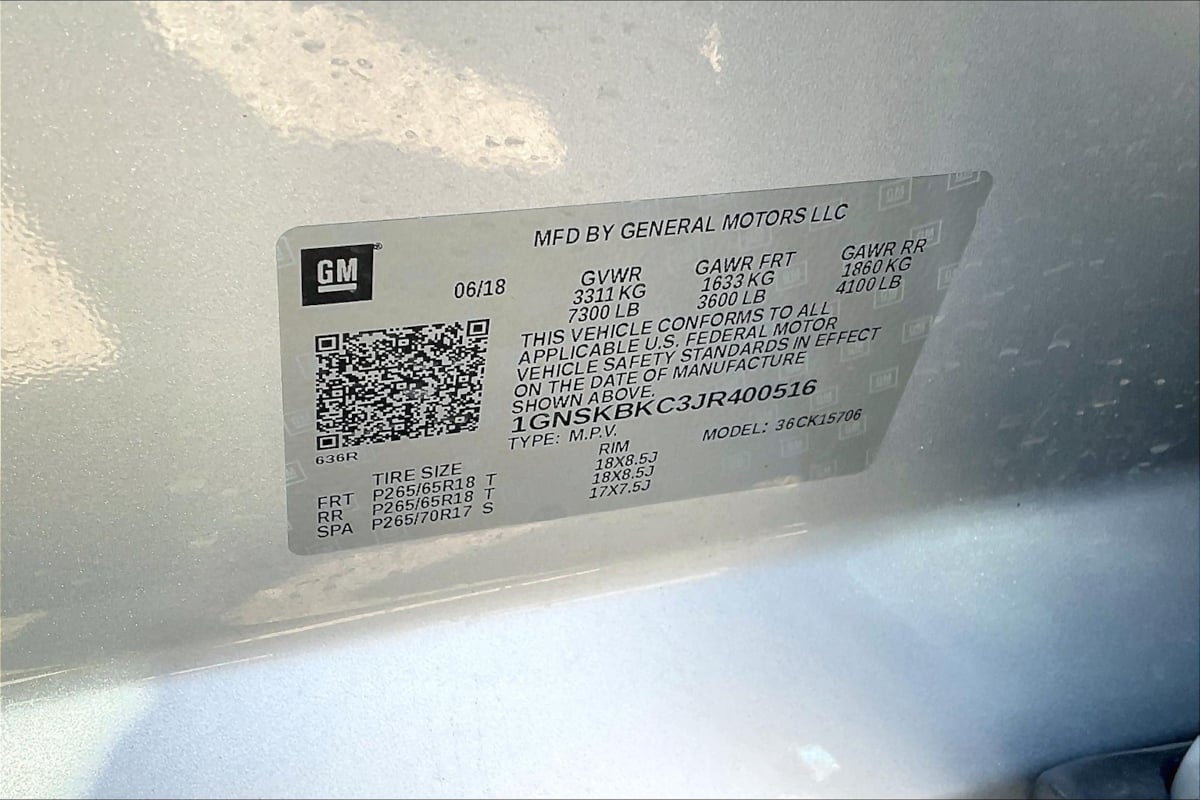 MFD BY GENERAL MOTORS LLC
GM®
06/18
GVWR
3311 KG
7300 LB
GAWR FRT
1633 KG
3600 LB
GAWR RR
1860 KG
4100 LB
THIS VEHICLE CONFORMS TO ALL
APPLICABLE U.S. FEDERAL MOTOR
VEHICLE SAFETY STANDARDS IN EFFECT
ON THE DATE OF MANUFACTURE
SHOWN ABOVE.
1GNSKBKC3JR400516
TYPE: M.P.V.
MODEL: 36CK15706
636R
TIRE SIZE RIM
FRT P265/65R18 T 18X8.5J
RR P265/65R18 T 18X8.5J
SPA P265/70R17 S 17X7.5J